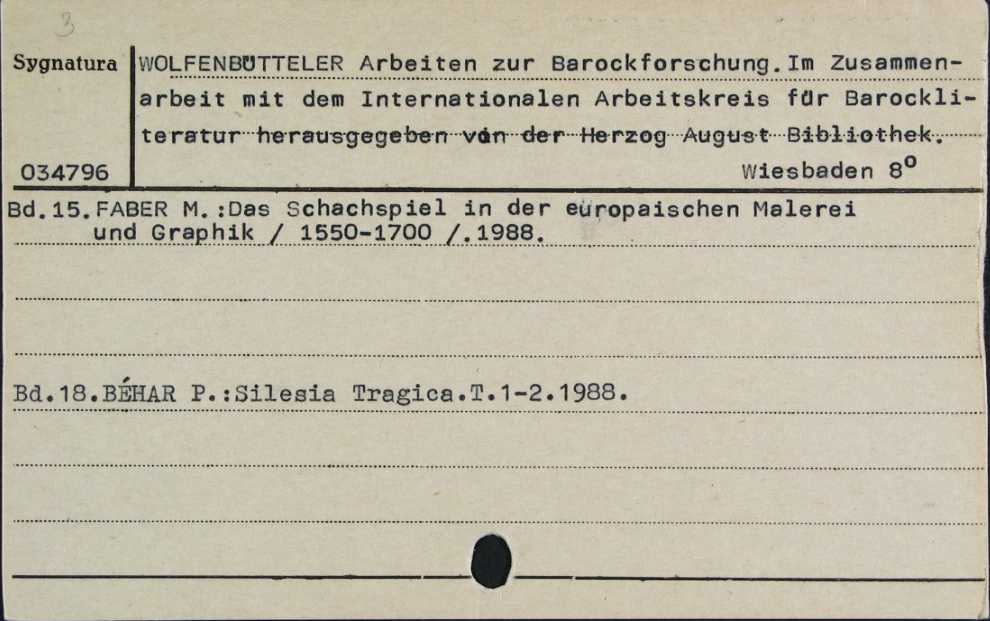 3
Sygnatura
WOLFENBÜTTELER Arbeiten zur Barockforschung.Im Zusammen-
arbeit mit dem Internationalen Arbeitskreis für Barockli-
teratur herausgegeben von der Herzog August Bibliothek.
034796
Wiesbaden 8º
Bd.15.FABER M.:Das Schachspiel in der europaischen Malerei
und Graphik / 1550-1700 /.1988.
Bd.18.BÉHAR P.:Silesia Tragica.T.1-2.1988.